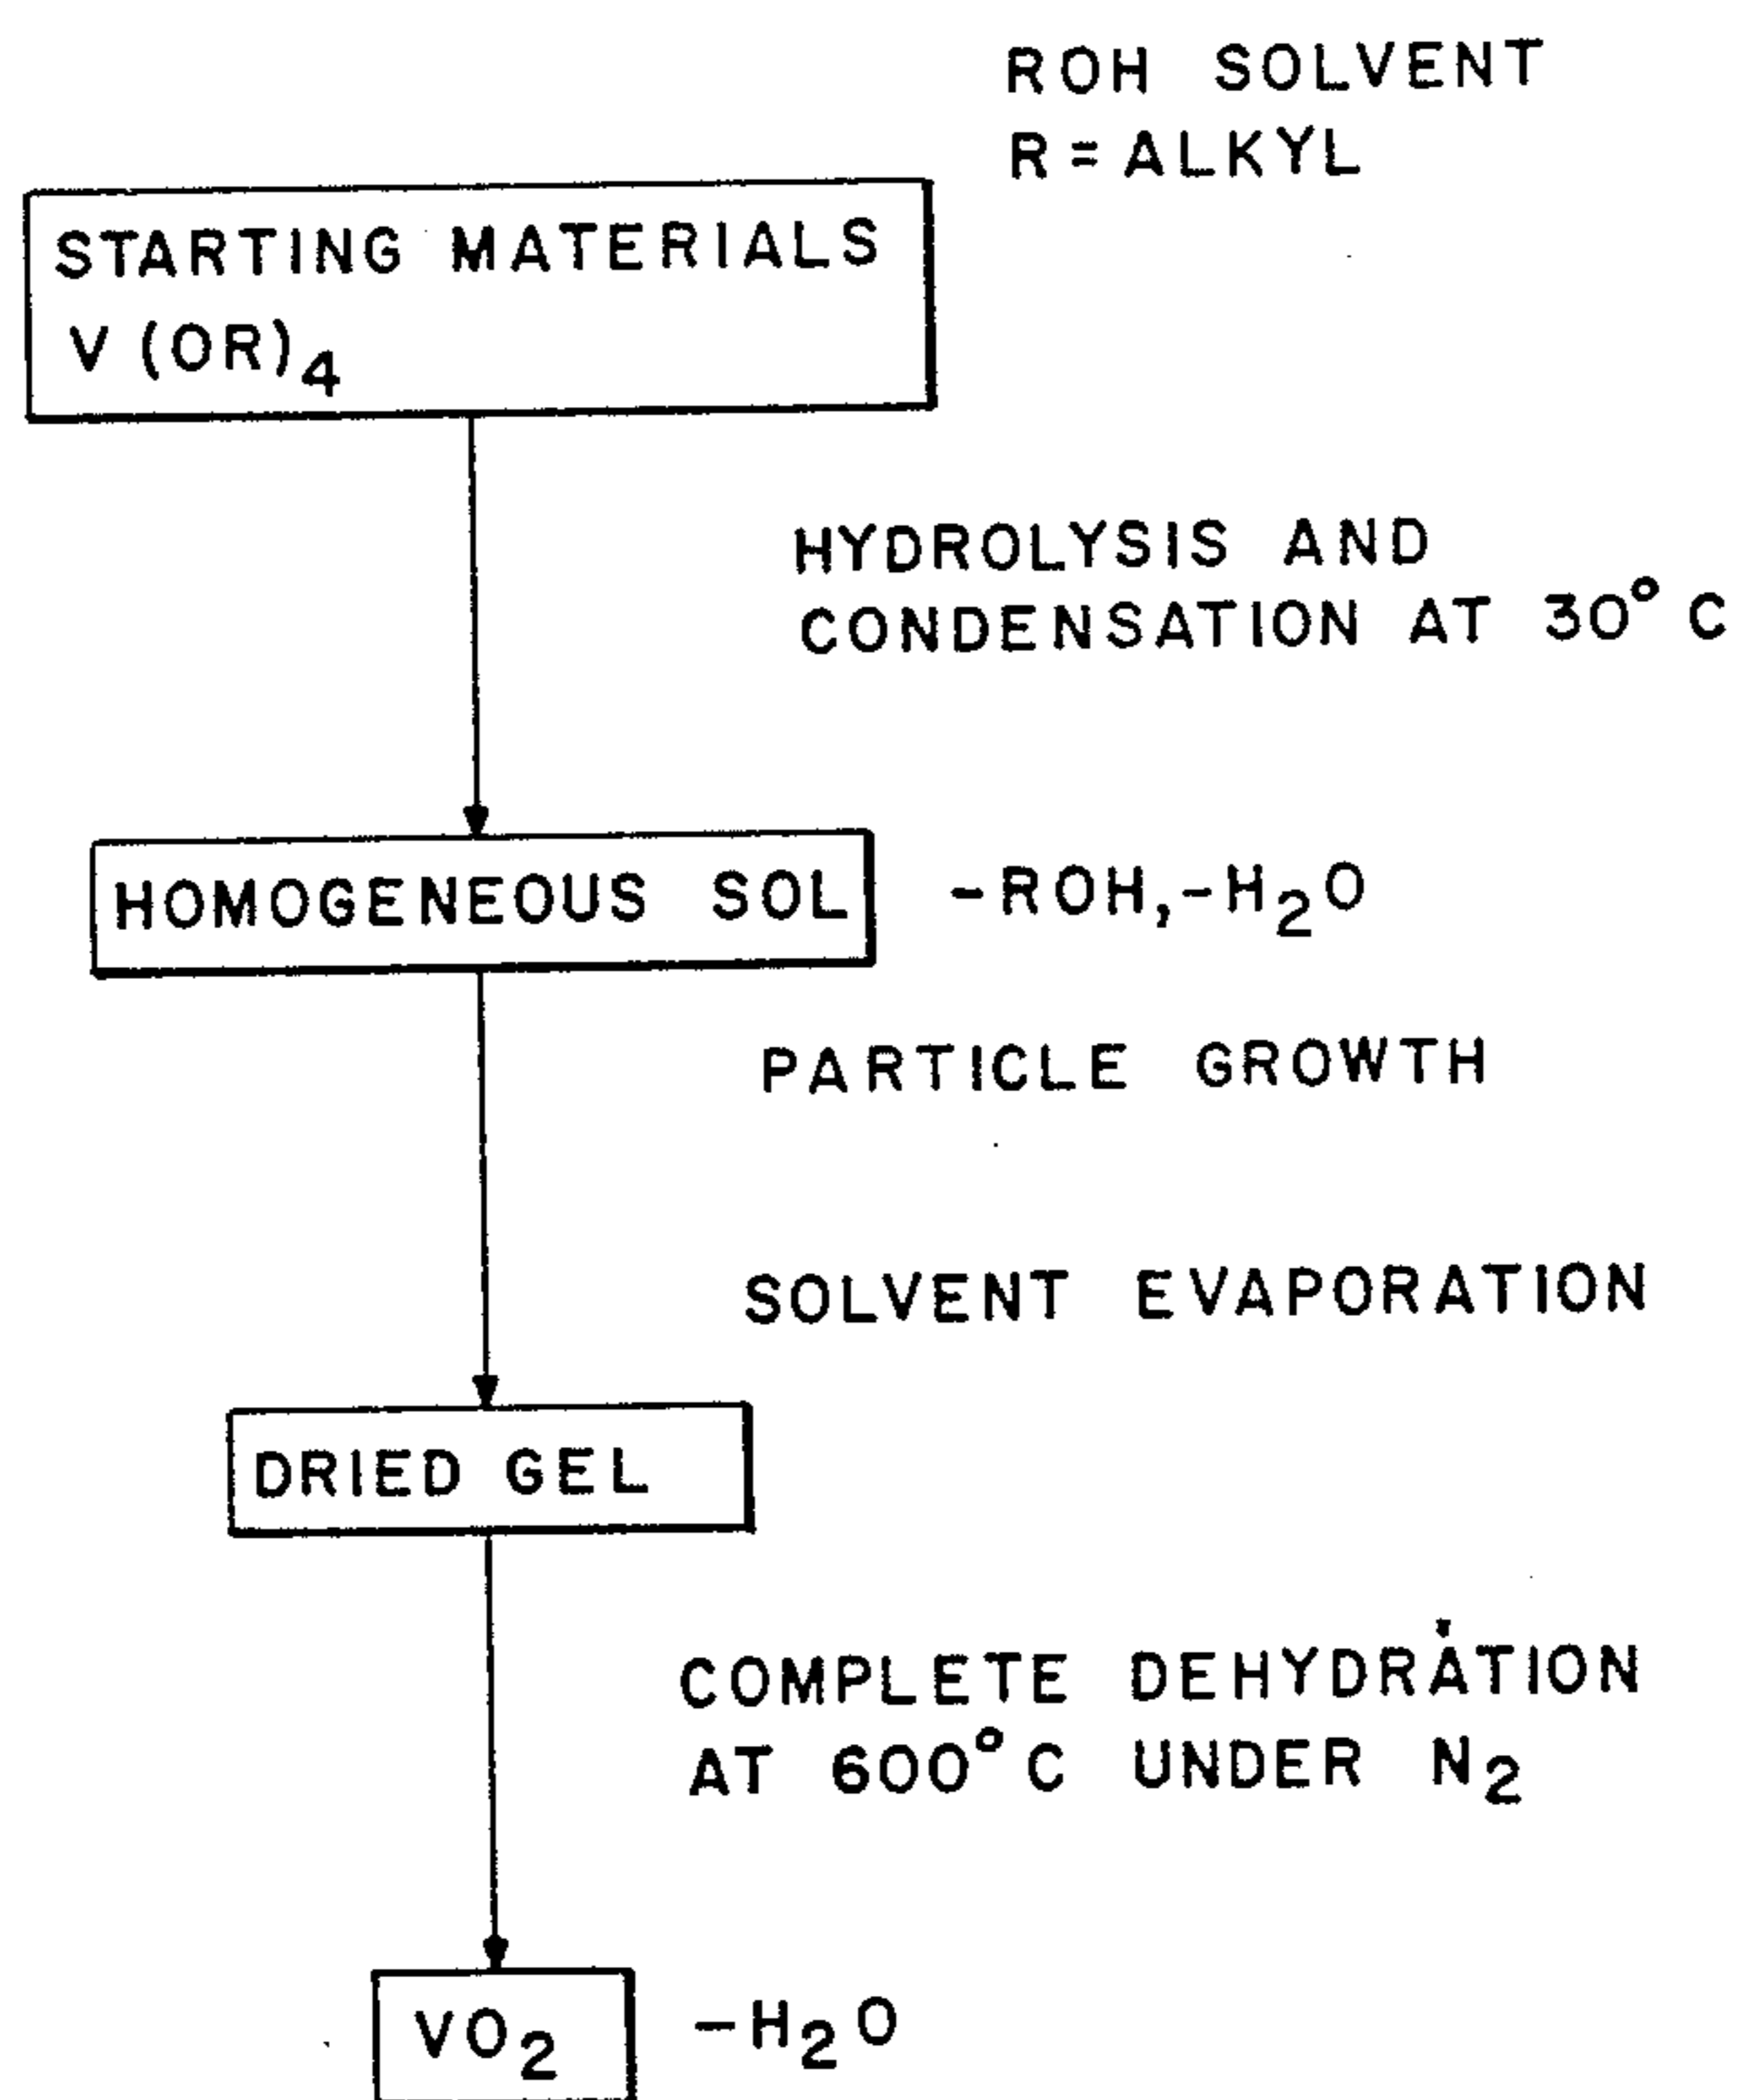 ROH SOLVENT
R = ALKYL
STARTING MATERIALS
V (OR)₄
HYDROLYSIS AND
CONDENSATION AT 30° C
HOMOGENEOUS SOL
-ROH,-H₂O
PARTICLE GROWTH
SOLVENT EVAPORATION
DRIED GEL
COMPLETE DEHYDRATION
AT 600° C UNDER N₂
VO₂
-H₂O